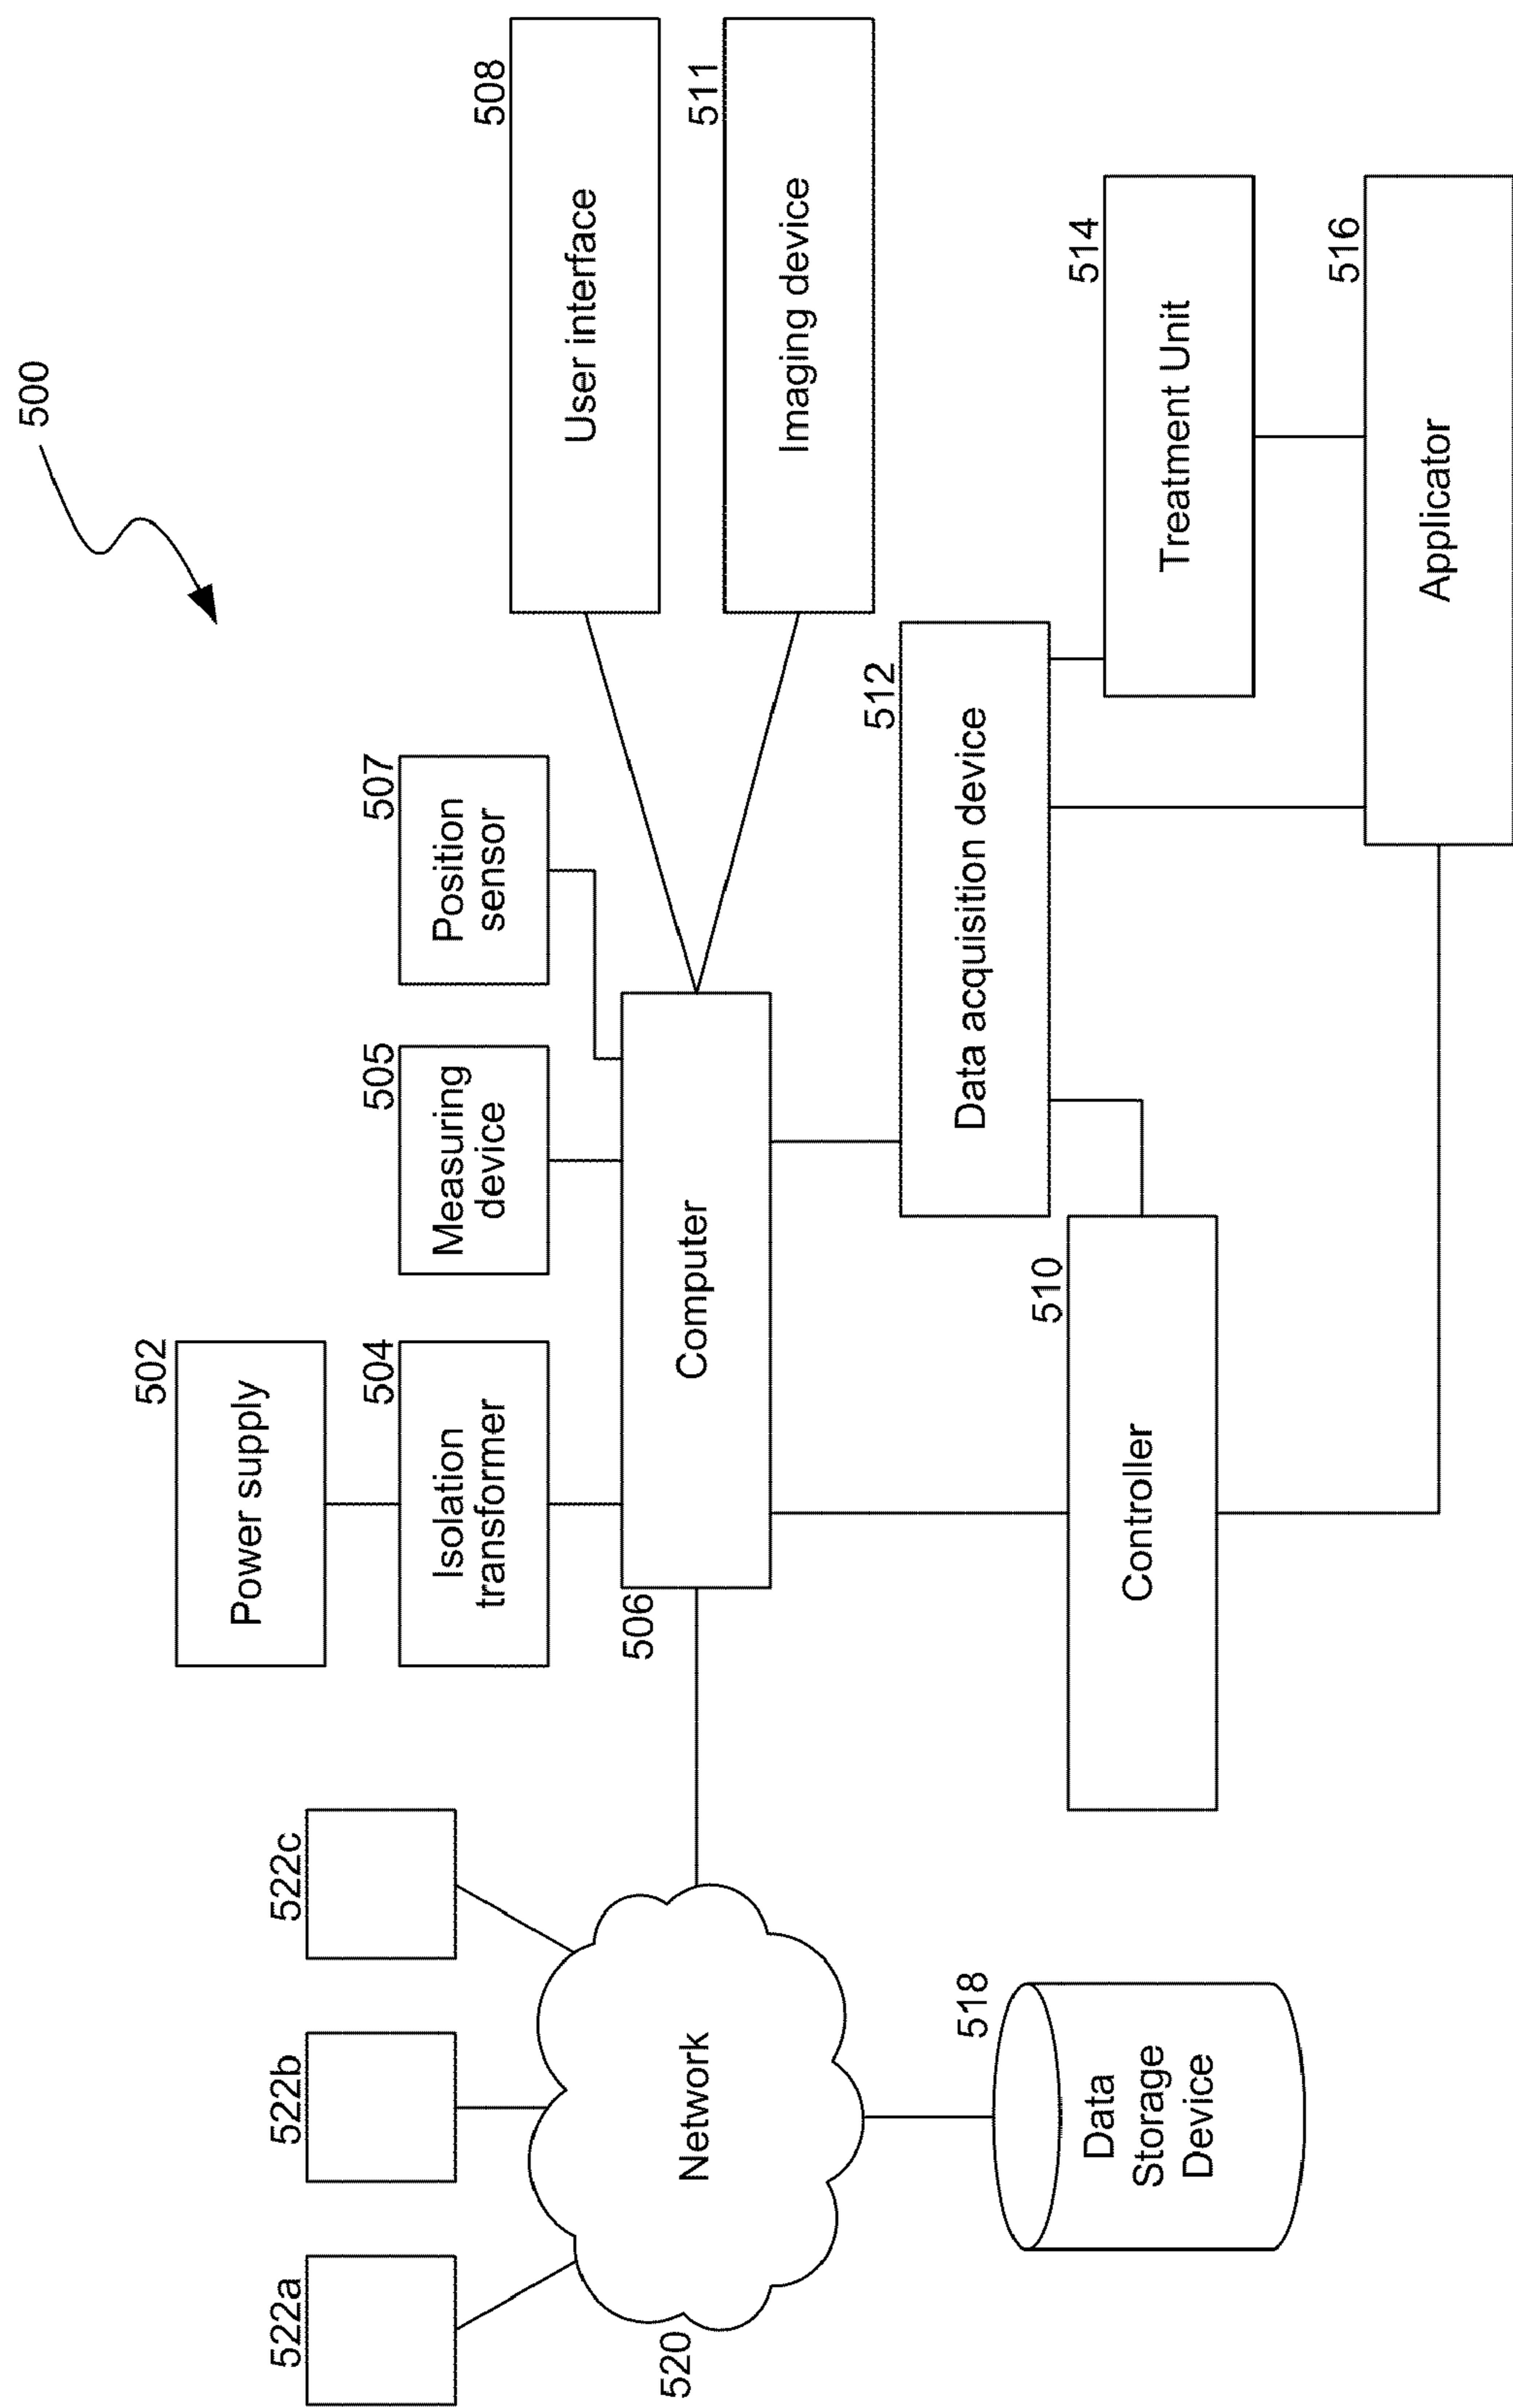 500
502
Power supply
504
Isolation
transformer
505
Measuring
device
507
Position
sensor
508
User interface
522a
522b
522c
506
Computer
511
Imaging device
520
Network
512
Data acquisition device
510
Controller
514
Treatment Unit
518
Data
Storage
Device
516
Applicator